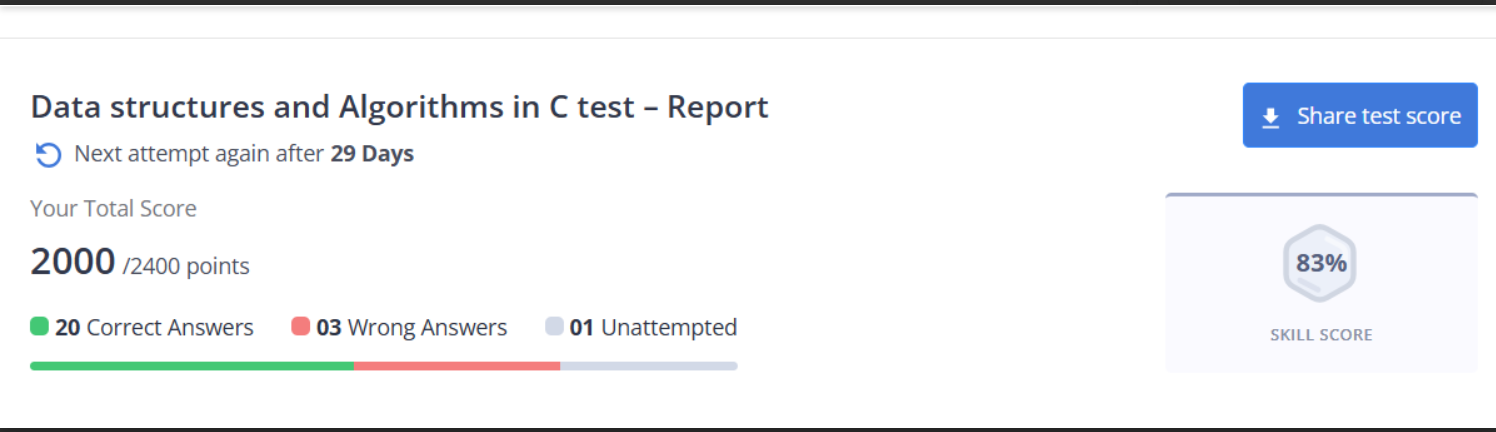 Data structures and Algorithms in C test – Report
Share test score
Next attempt again after 29 Days
Your Total Score
2000 /2400 points
83%
20 Correct Answers 03 Wrong Answers 01 Unattempted
SKILL SCORE